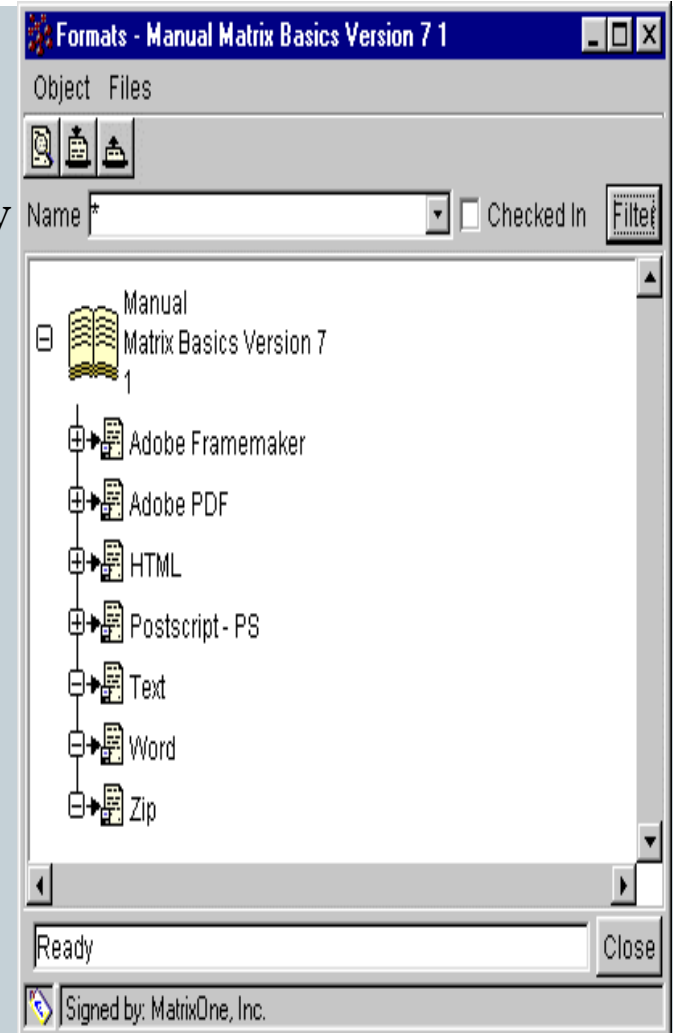 Formats - Manual Matrix Basics Version 7 1
Object Files
y
Name * Checked In Filter
Manual
Matrix Basics Version 7
1
Adobe Framemaker
Adobe PDF
HTML
Postscript - PS
Text
Word
Zip
Ready Close
Signed by: MatrixOne, Inc.